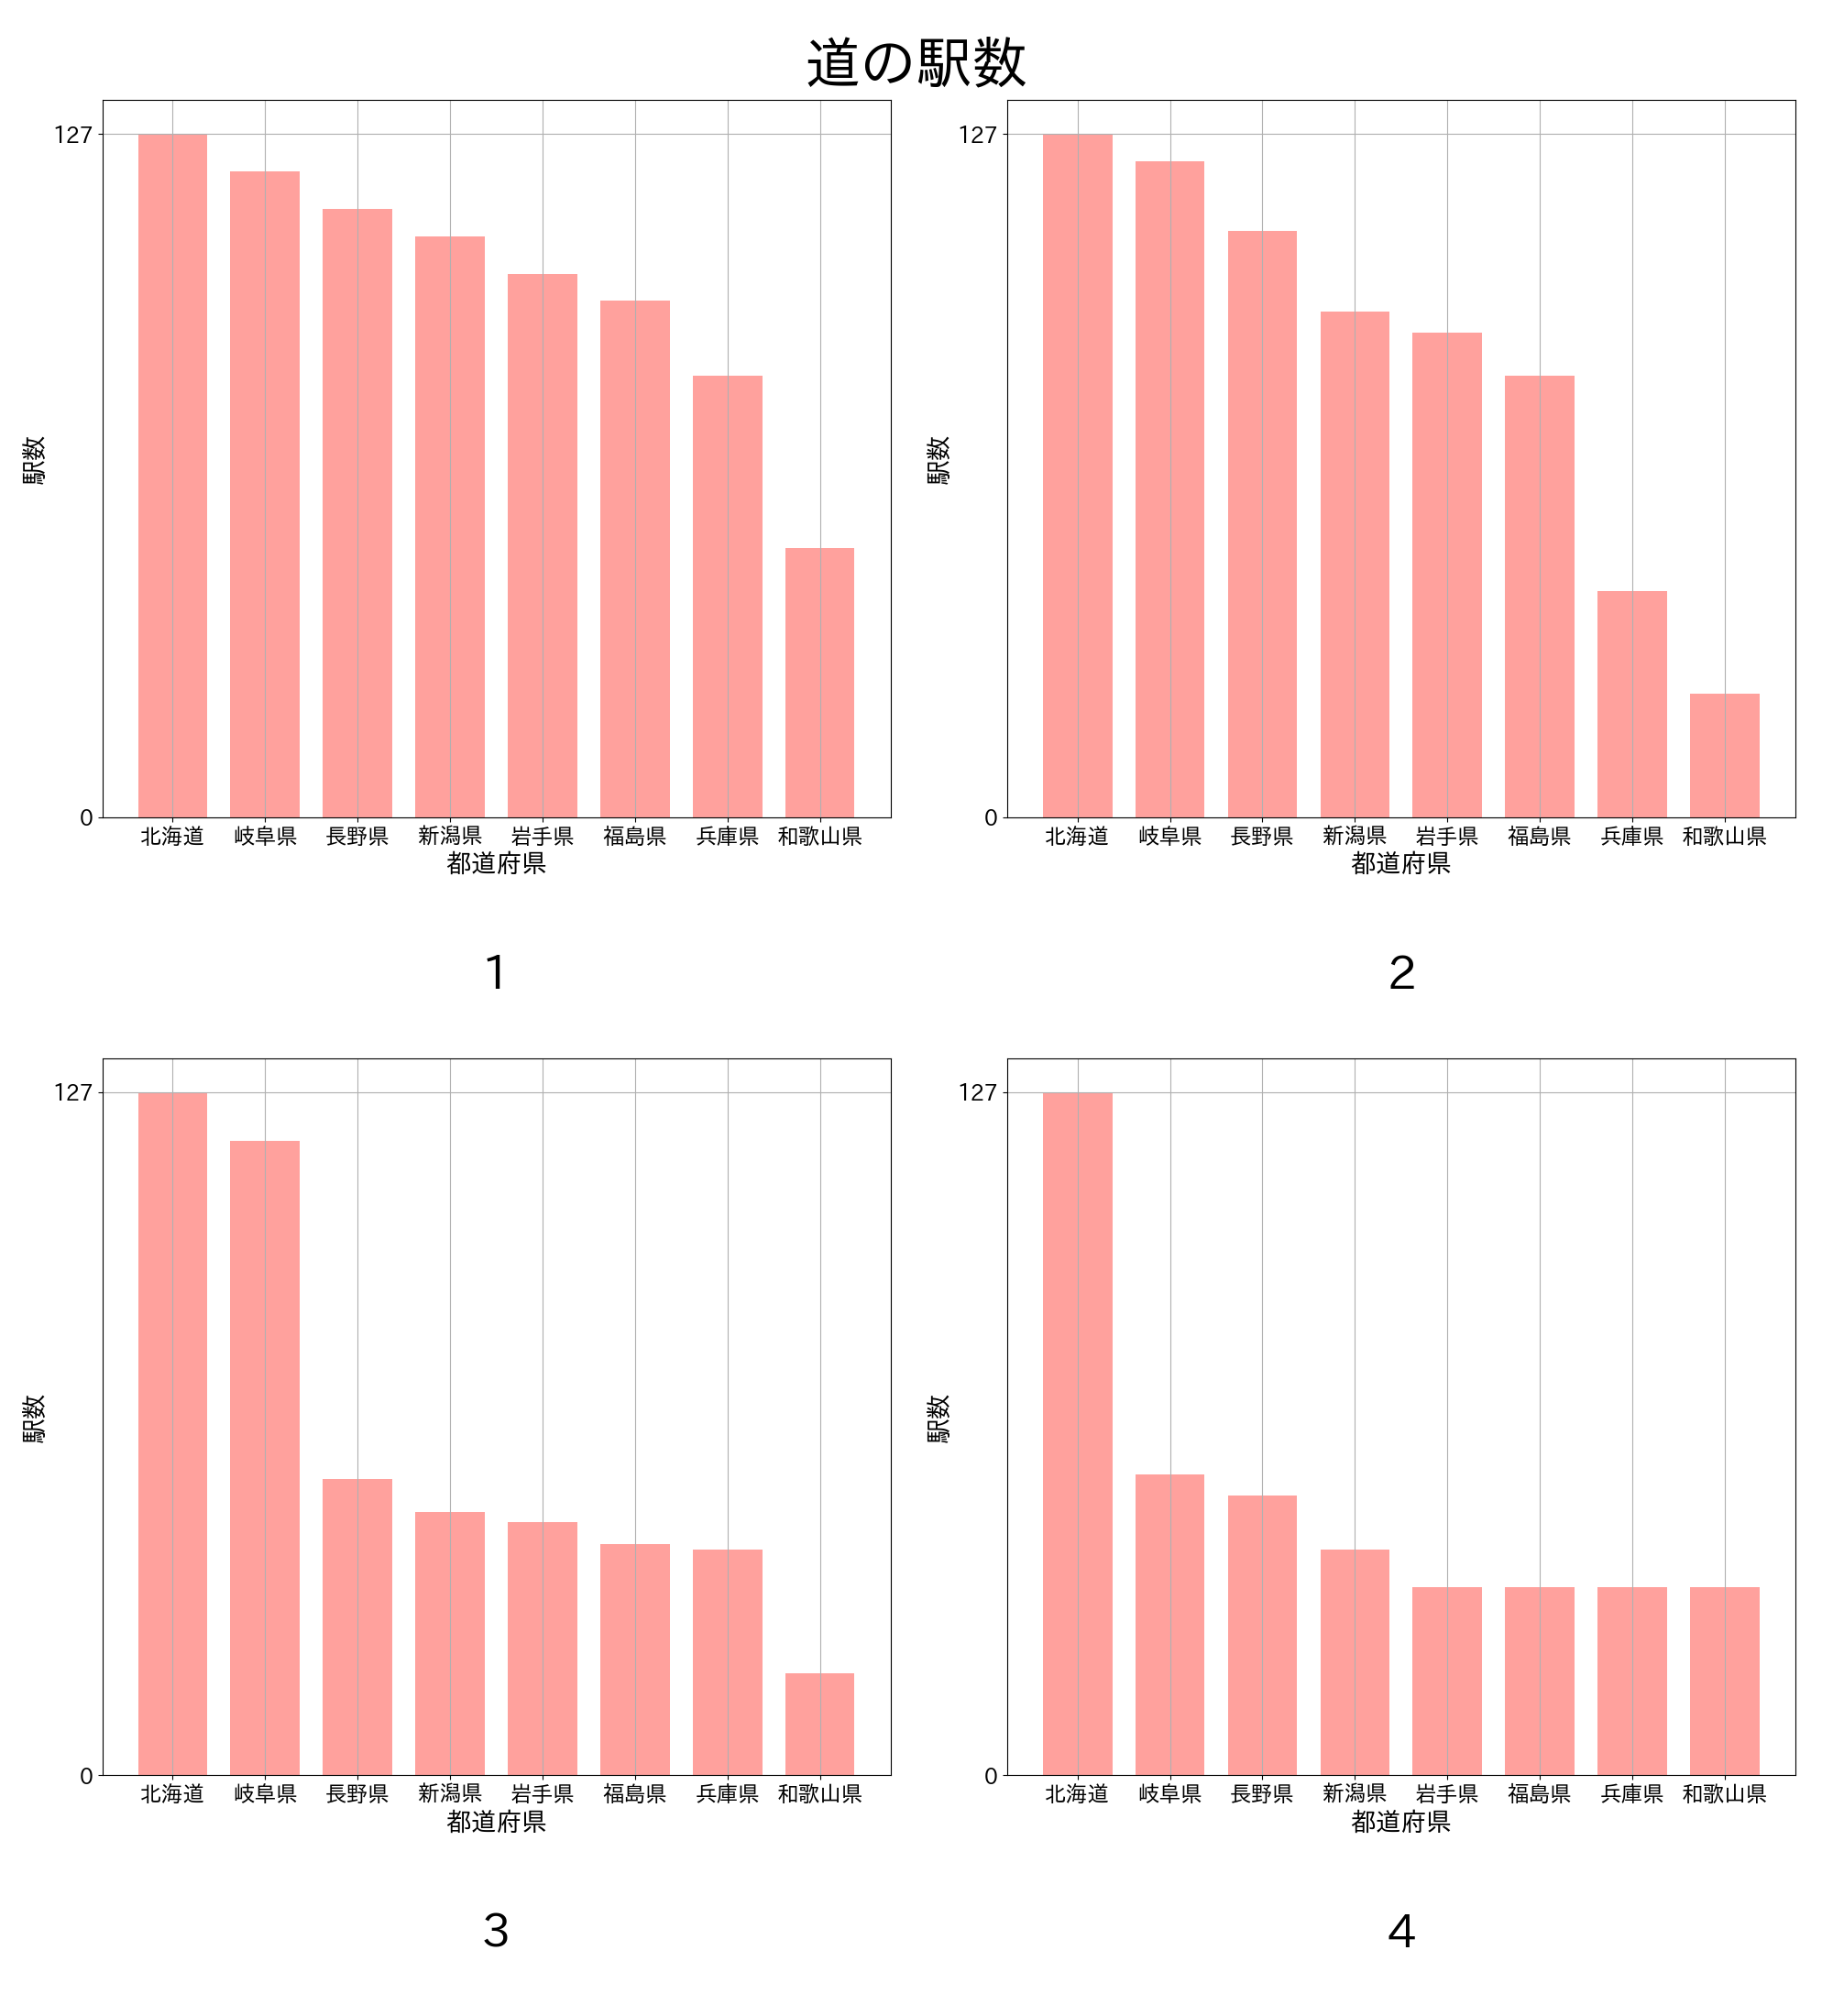 道の駅数
127
駅数
0
北海道 岐阜県 長野県 新潟県 岩手県 福島県 兵庫県 和歌山県
都道府県
1
127
駅数
0
北海道 岐阜県 長野県 新潟県 岩手県 福島県 兵庫県 和歌山県
都道府県
2
127
駅数
0
北海道 岐阜県 長野県 新潟県 岩手県 福島県 兵庫県 和歌山県
都道府県
3
127
駅数
0
北海道 岐阜県 長野県 新潟県 岩手県 福島県 兵庫県 和歌山県
都道府県
4